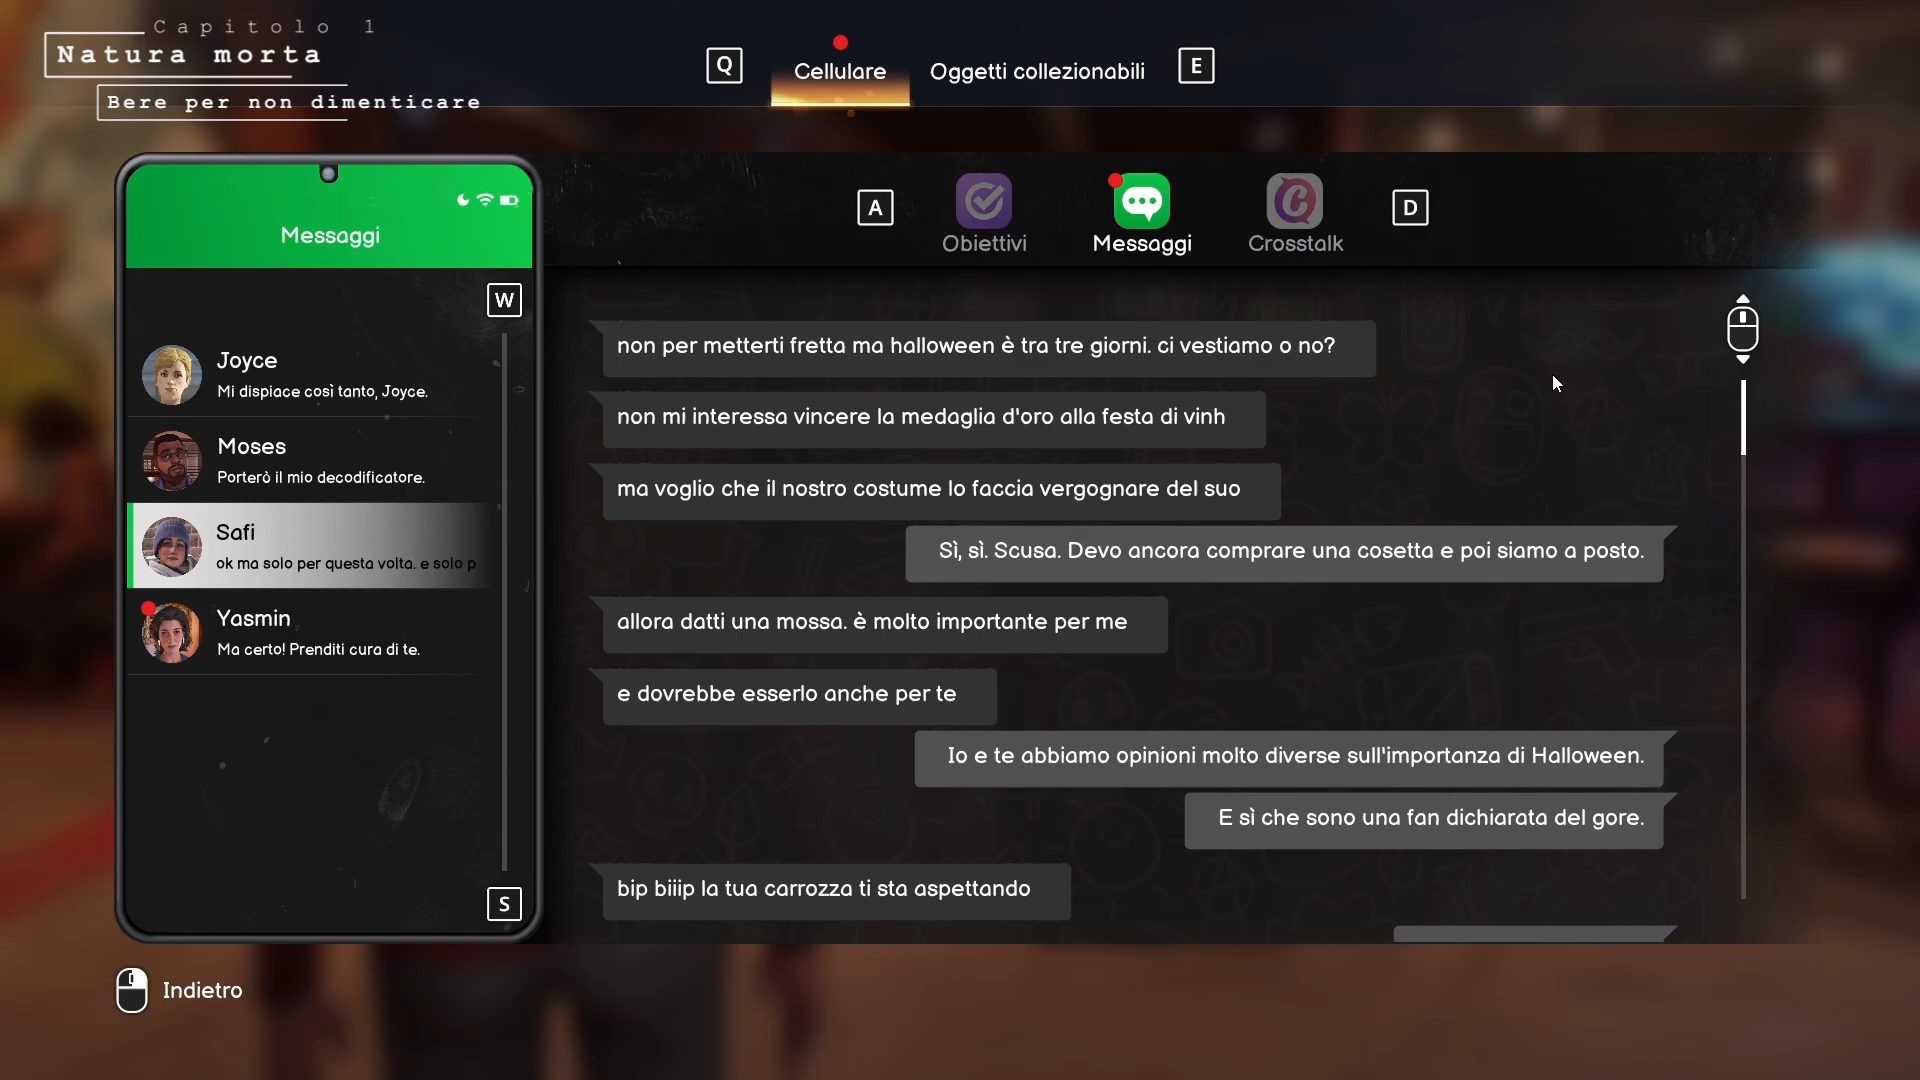 Capitolo 1
Natura morta
Bere per non dimenticare
Q
Cellulare
Oggetti collezionabili
E
Messaggi
A
Obiettivi
Messaggi
Crosstalk
D
W
Joyce
Mi dispiace così tanto, Joyce.
Moses
Porterò il mio decodificatore.
Safi
ok ma solo per questa volta. e solo p
Yasmin
Ma certo! Prenditi cura di te.
S
non per metterti fretta ma halloween è tra tre giorni. ci vestiamo o no?
non mi interessa vincere la medaglia d'oro alla festa di vinh
ma voglio che il nostro costume lo faccia vergognare del suo
Sì, sì. Scusa. Devo ancora comprare una cosetta e poi siamo a posto.
allora datti una mossa. è molto importante per me
e dovrebbe esserlo anche per te
Io e te abbiamo opinioni molto diverse sull'importanza di Halloween.
E sì che sono una fan dichiarata del gore.
bip biiip la tua carrozza ti sta aspettando
Indietro